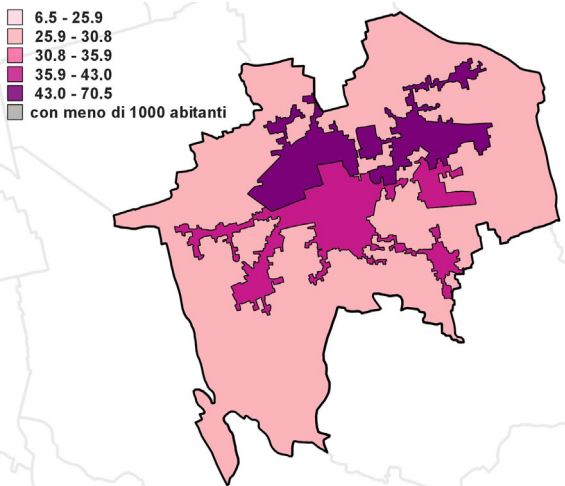 6.5 - 25.9
25.9 - 30.8
30.8 - 35.9
35.9 - 43.0
43.0 - 70.5
con meno di 1000 abitanti